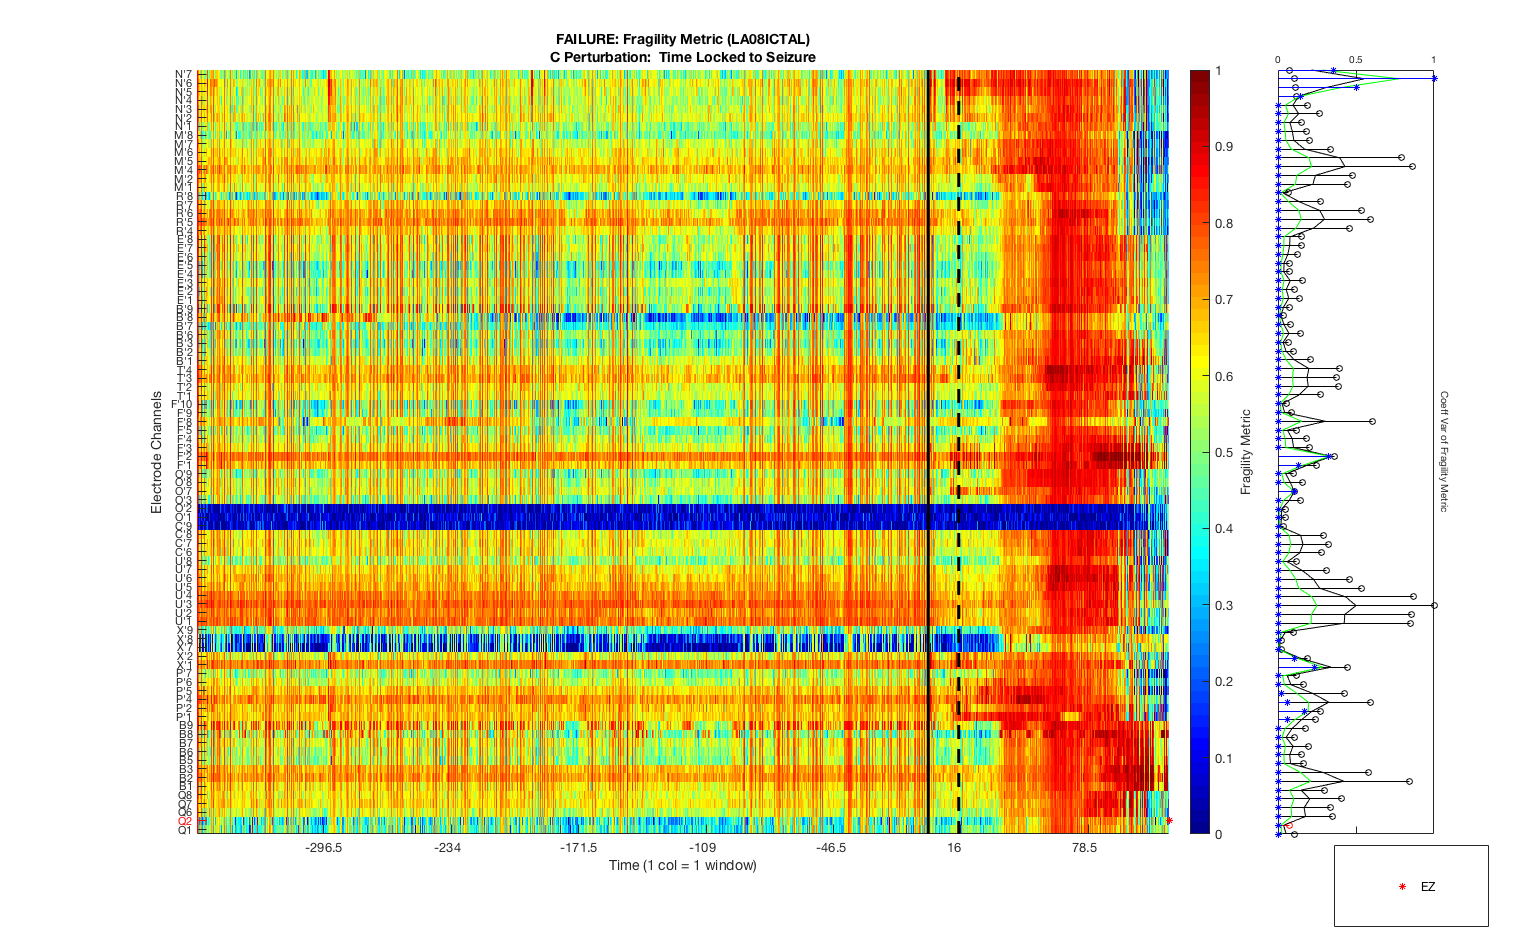 FAILURE: Fragility Metric (LA08ICTAL)
C Perturbation: Time Locked to Seizure
Electrode Channels
N'7
N'6
N'5
N'4
N'3
N'2
N'1
M'8
M'7
M'6
M'5
M'4
M'2
M'1
R'8
R'7
R'6
R'5
R'4
E'8
E'7
E'6
E'5
E'4
E'3
E'2
E'1
B'9
B'8
B'7
B'6
B'3
B'2
B'1
T'4
T'3
T'2
T'1
F'10
F'9
F'8
F'5
F'4
F'3
F'2
F'1
O'9
O'8
O'7
O'3
O'2
O'1
C'9
C'8
C'7
C'6
U'8
U'7
U'6
U'5
U'4
U'3
U'2
U'1
X'9
X'8
X'7
X'2
X'1
P'7
P'6
P'5
P'4
P'2
P'1
B9
B8
B7
B6
B5
B3
B2
B1
Q8
Q7
Q6
Q2
Q1
-296.5 -234 -171.5 -109 -46.5 16 78.5
Time (1 col = 1 window)
1
0.9
0.8
0.7
0.6
0.5
0.4
0.3
0.2
0.1
0
Fragility Metric
0 0.5 1
Coeff Var of Fragility Metric
EZ